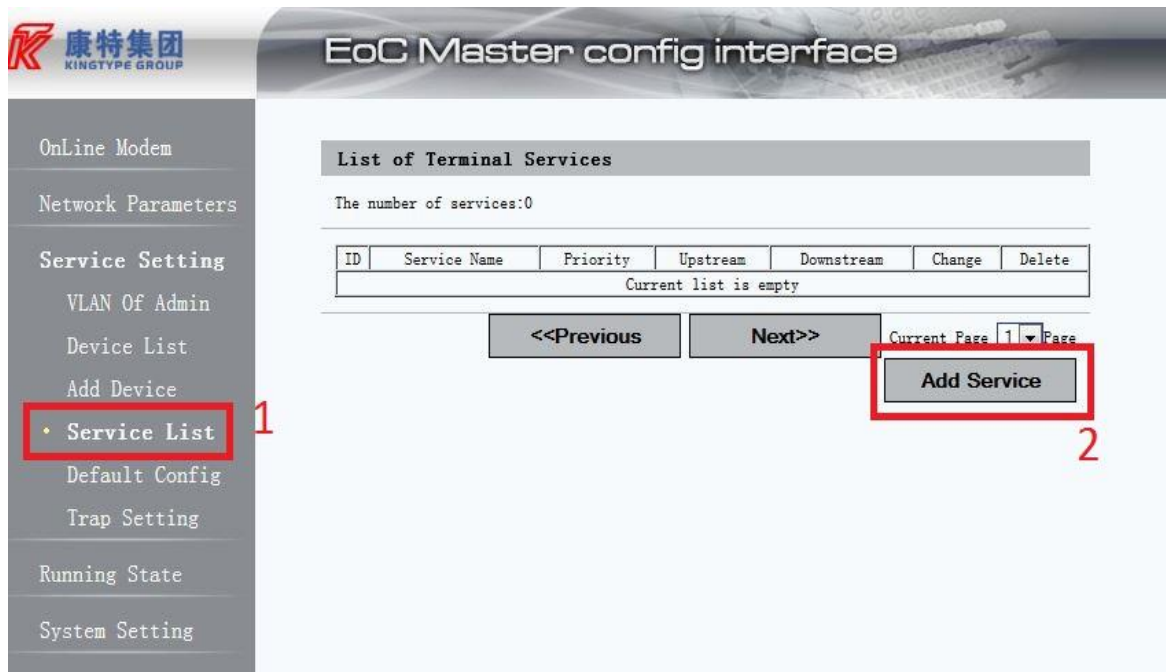 康特集团
KINGTYPE GROUP
EoC Master config interface
OnLine Modem
Network Parameters
Service Setting
VLAN Of Admin
Device List
Add Device
Service List
1
Default Config
Trap Setting
Running State
System Setting
List of Terminal Services
The number of services:0
ID Service Name Priority Upstream Downstream Change Delete
Current list is empty
<<Previous Next>> Current Page 1 Page
Add Service
2